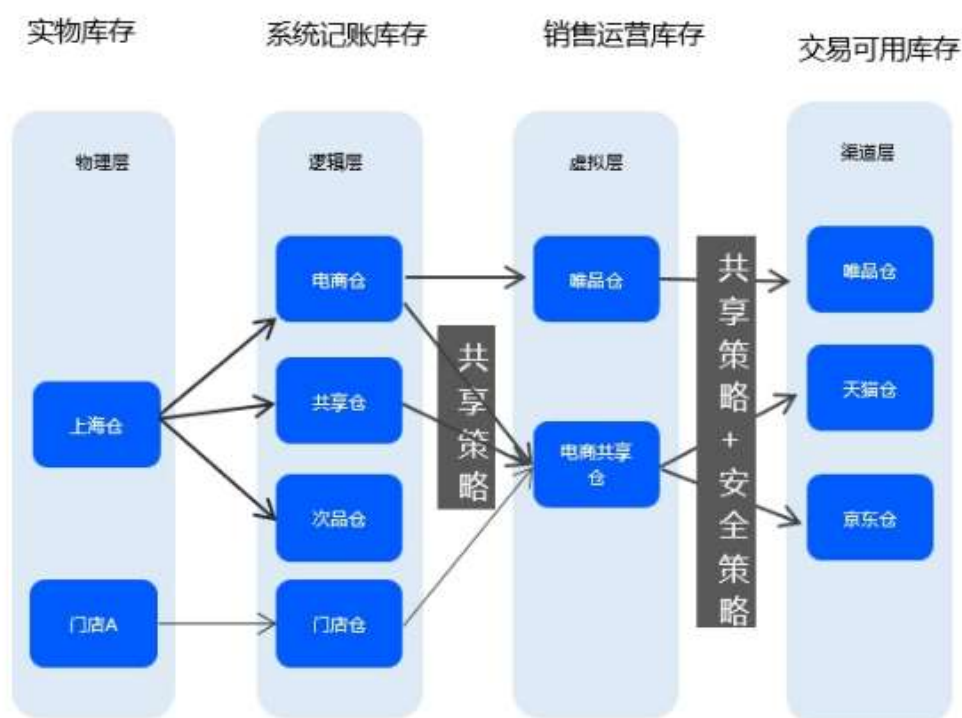 实物库存
系统记账库存
销售运营库存
交易可用库存
物理层
逻辑层
虚拟层
渠道层
上海仓
门店A
电商仓
共享仓
次品仓
门店仓
共享策略
唯品仓
电商共享
仓
共享策略+安全策略
唯品仓
天猫仓
京东仓